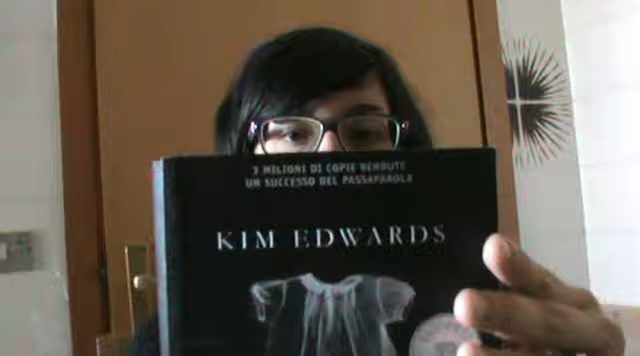 3 MILIONI DI COPIE VENDUTE
UN SUCCESSO DEL PASSAPAROLA
KIM EDWARDS